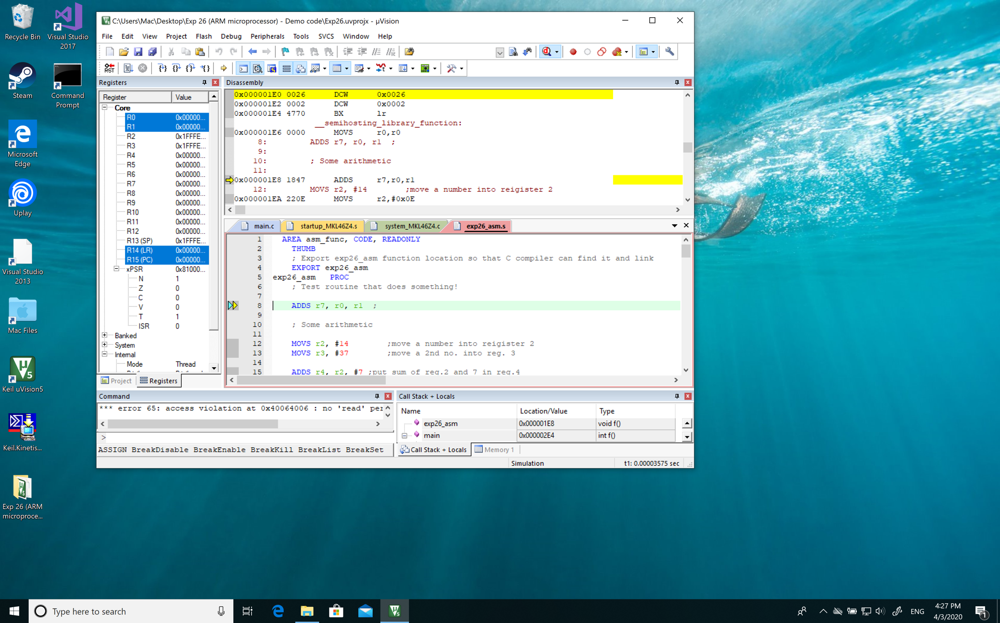 Recycle Bin
Visual Studio 2017
Steam
Command Prompt
Microsoft Edge
Uplay
Visual Studio 2013
Mac Files
Keil uVision5
Keil.Kinetis...
Exp 26 (ARM microproce...
C:\Users\Mac\Desktop\Exp 26 (ARM microprocessor) - Demo code\Exp26.uvprojx - µVision
File Edit View Project Flash Debug Peripherals Tools SVCS Window Help
RST
Registers
Register Value
Core
R0 0x00000...
R1 0x00000...
R2 0x1FFFE...
R3 0x1FFFE...
R4 0x00000...
R5 0x00000...
R6 0x00000...
R7 0x00000...
R8 0x00000...
R9 0x00000...
R10 0x00000...
R11 0x00000...
R12 0x00000...
R13 (SP) 0x1FFFE...
R14 (LR) 0x00000...
R15 (PC) 0x00000...
xPSR 0x81000...
N 1
Z 0
C 0
V 0
T 1
ISR 0
Banked
System
Internal
Mode Thread
Project Registers
Disassembly
0x000001E0 0026 DCW 0x0026
0x000001E2 0002 DCW 0x0002
0x000001E4 4770 BX lr
__semihosting_library_function:
0x000001E6 0000 MOVS r0,r0
8: ADDS r7, r0, r1 ;
9:
10: ; Some arithmetic
11:
0x000001E8 1847 ADDS r7,r0,r1
12: MOVS r2, #14 ;move a number into reigister 2
0x000001EA 220E MOVS r2,#0x0E
main.c startup_MKL46Z4.s system_MKL46Z4.c exp26_asm.s
1 AREA asm_func, CODE, READONLY
2 THUMB
3 ; Export exp26_asm function location so that C compiler can find it and link
4 EXPORT exp26_asm
5 exp26_asm PROC
6 ; Test routine that does something!
7
8 ADDS r7, r0, r1 ;
9
10 ; Some arithmetic
11
12 MOVS r2, #14 ;move a number into reigister 2
13 MOVS r3, #37 ;move a 2nd no. into reg. 3
14
15 ADDS r4, r2, #7 ;put sum of reg.2 and 7 in reg.4
Command
*** error 65: access violation at 0x40064006 : no 'read' per
>
ASSIGN BreakDisable BreakEnable BreakKill BreakList BreakSet
Call Stack + Locals
Name Location/Value Type
exp26_asm 0x000001E8 void f()
main 0x000002E4 int f()
Call Stack + Locals Memory 1
Simulation t1: 0.00003575 sec
Type here to search
ENG
4:27 PM
4/3/2020
1